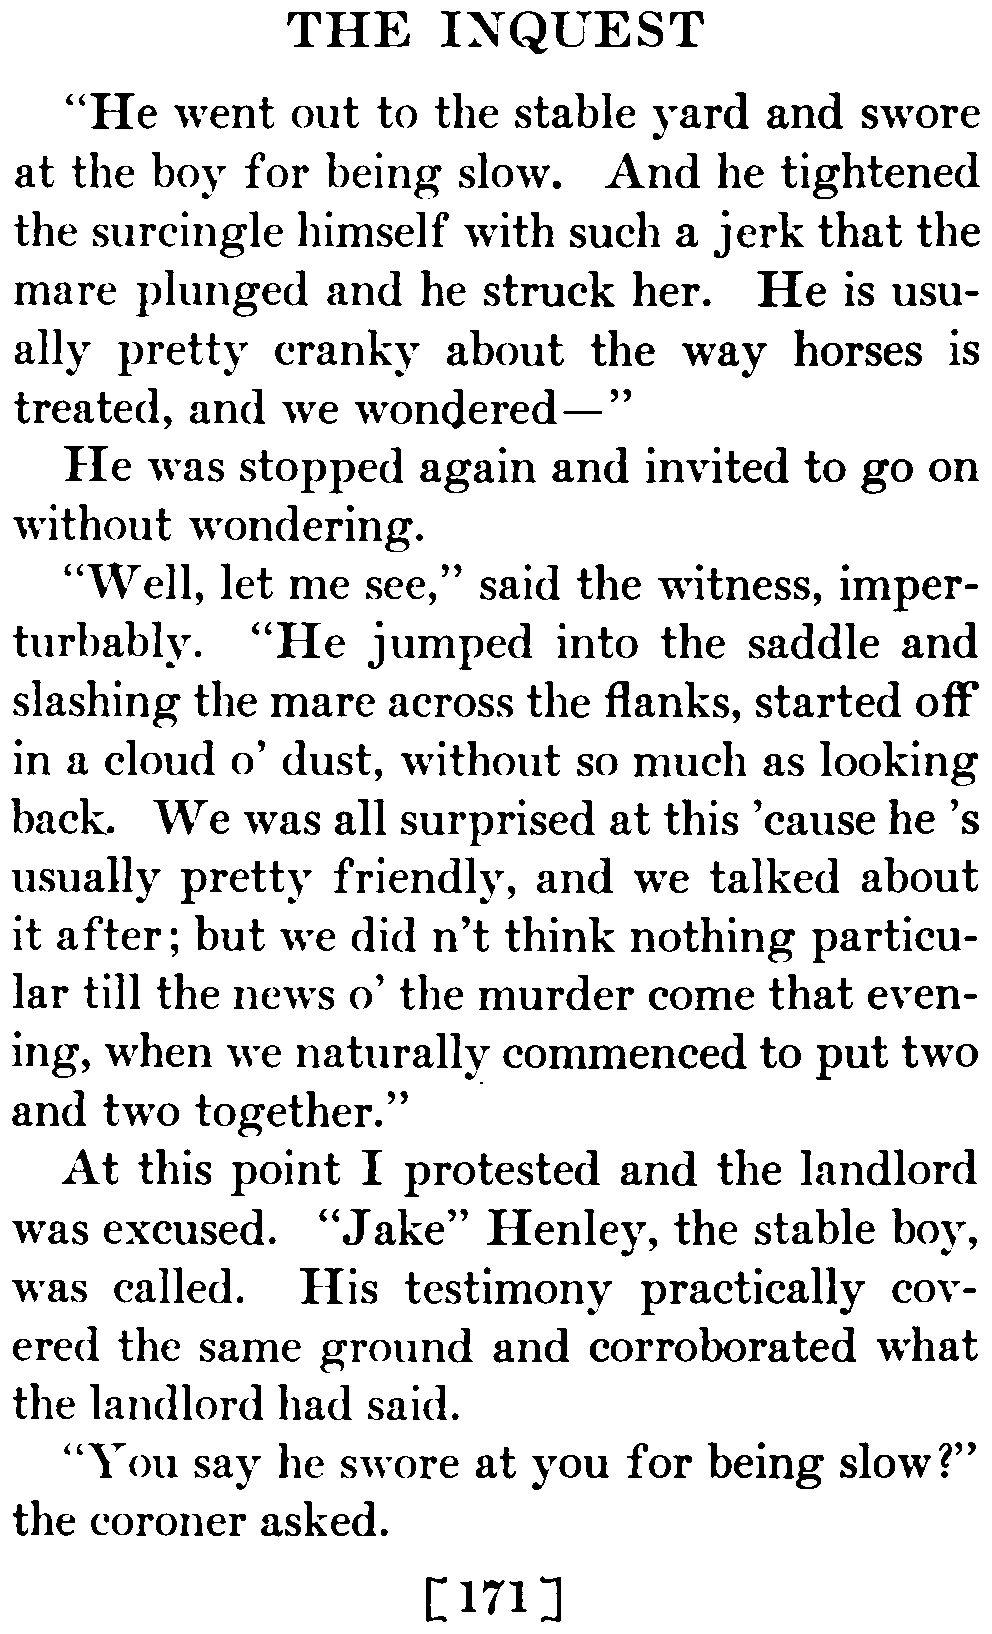 THE INQUEST
“He went out to the stable yard and swore
at the boy for being slow. And he tightened
the surcingle himself with such a jerk that the
mare plunged and he struck her. He is usu-
ally pretty cranky about the way horses is
treated, and we wondered—”
He was stopped again and invited to go on
without wondering.
“Well, let me see,” said the witness, imper-
turbably. “He jumped into the saddle and
slashing the mare across the flanks, started off
in a cloud o’ dust, without so much as looking
back. We was all surprised at this ’cause he ’s
usually pretty friendly, and we talked about
it after; but we did n’t think nothing particu-
lar till the news o’ the murder come that even-
ing, when we naturally commenced to put two
and two together.”
At this point I protested and the landlord
was excused. “Jake” Henley, the stable boy,
was called. His testimony practically cov-
ered the same ground and corroborated what
the landlord had said.
“You say he swore at you for being slow?”
the coroner asked.
[171]